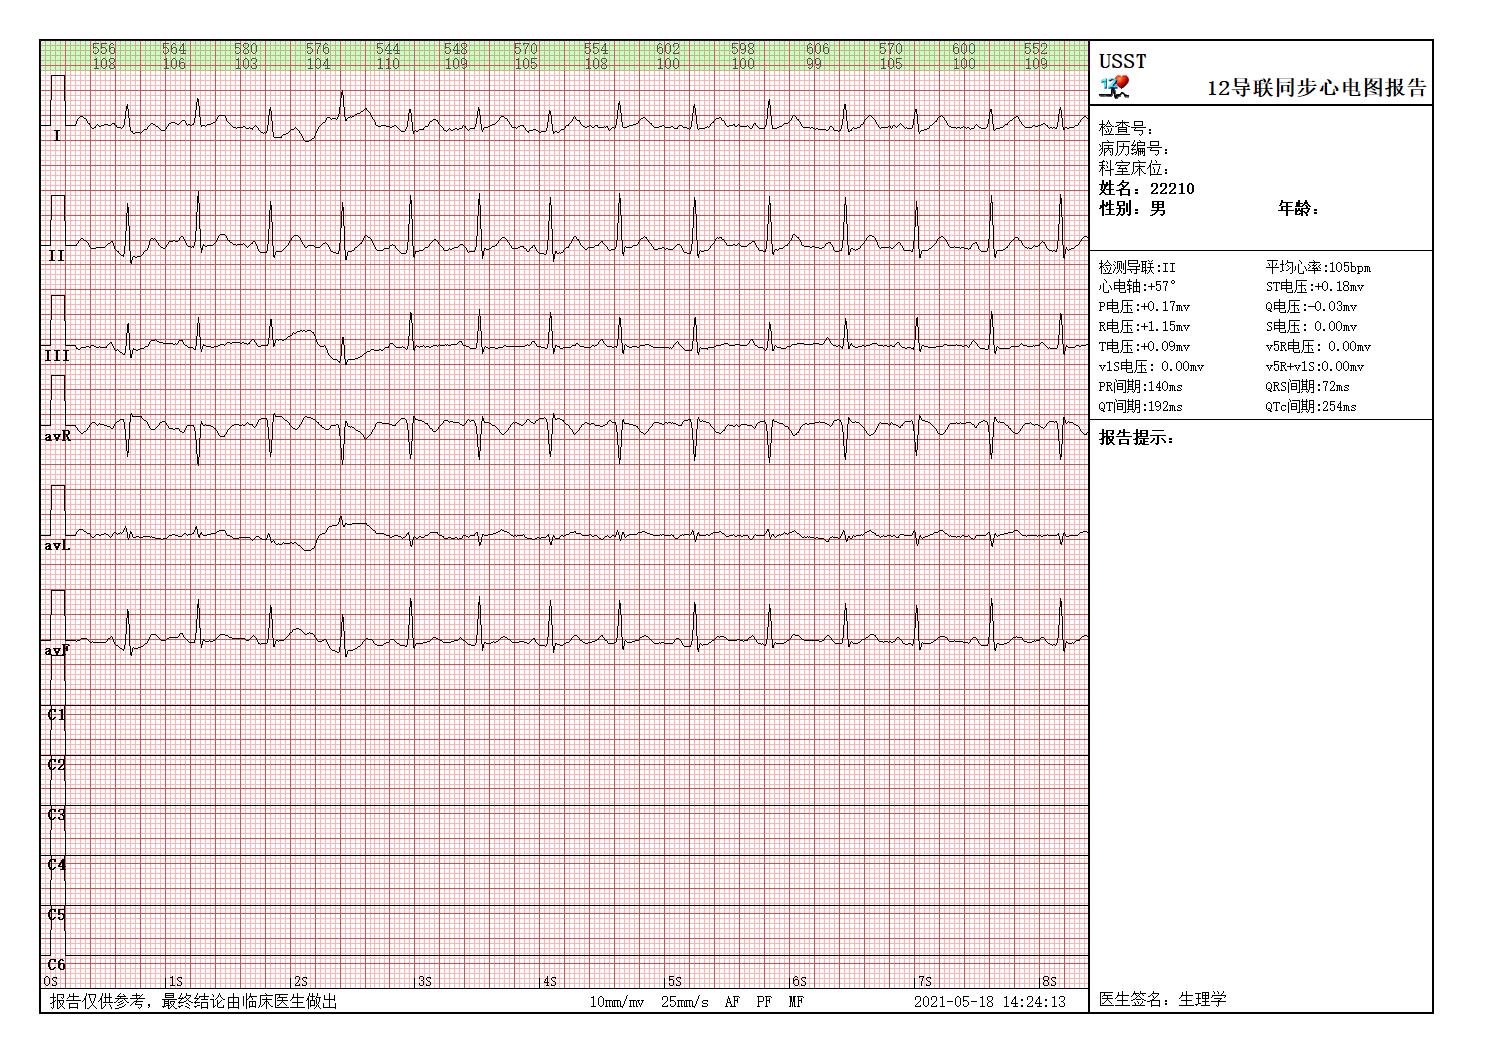 556 564 580 576 544 548 570 554 602 598 606 570 600 552
108 106 103 104 110 109 105 108 100 100 99 105 100 109
I
II
III
avR
avL
avF
C1
C2
C3
C4
C5
C6
0S 1S 2S 3S 4S 5S 6S 7S 8S
报告仅供参考，最终结论由临床医生做出 10mm/mv 25mm/s AF PF MF 2021-05-18 14:24:13
USST
12
12导联同步心电图报告
检查号：
病历编号：
科室床位：
姓名：22210
性别：男 年龄：
检测导联:II 平均心率:105bpm
心电轴:+57° ST电压:+0.18mv
P电压:+0.17mv Q电压:-0.03mv
R电压:+1.15mv S电压: 0.00mv
T电压:+0.09mv v5R电压: 0.00mv
v1S电压: 0.00mv v5R+v1S:0.00mv
PR间期:140ms QRS间期:72ms
QT间期:192ms QTc间期:254ms
报告提示：
医生签名：生理学